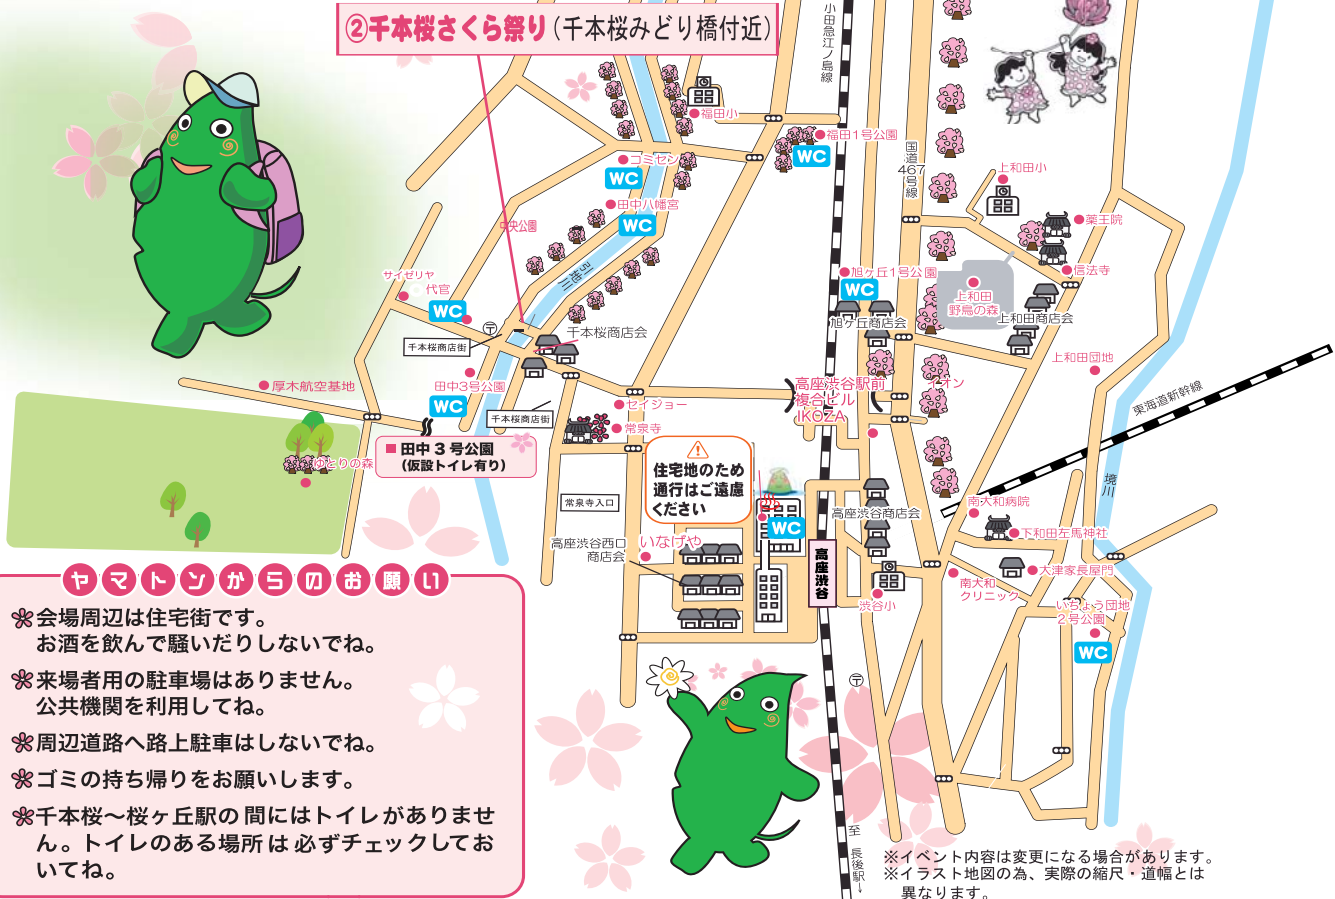 ②千本桜さくら祭り(千本桜みどり橋付近)
小田急江ノ島線
福田小
福田1号公園
WC
ゴミセン
WC
国道467号線
上和田小
田中八幡宮
WC
中央公園
薬王院
信法寺
引地川
サイゼリヤ
代官
WC
旭ヶ丘1号公園
WC
上和田
野鳥の森
上和田商店会
旭ケ丘商店会
〒
千本桜商店会
千本桜商店街
上和田団地
厚木航空基地
田中3号公園
WC
千本桜商店街
セイジョー
常泉寺
高座渋谷駅前
複合ビル
IKOZA
イオン
東海道新幹線
境川
田中3号公園
(仮設トイレ有り)
ゆとりの森
住宅地のため
通行はご遠慮
ください
常泉寺入口
WC
高座渋谷商店会
南大和病院
下和田左馬神社
高座渋谷西口
商店会
いなげや
高座渋谷
大津家長屋門
南大和
クリニック
渋谷小
いちょう団地
2号公園
WC
〒
ヤマトンからのお願い
会場周辺は住宅街です。
お酒を飲んで騒いだりしないでね。
来場者用の駐車場はありません。
公共機関を利用してね。
周辺道路へ路上駐車はしないでね。
ゴミの持ち帰りをお願いします。
千本桜〜桜ヶ丘駅の間にはトイレがありませ
ん。トイレのある場所は必ずチェックしてお
いてね。
至 長後駅→
※イベント内容は変更になる場合があります。
※イラスト地図の為、実際の縮尺・道幅とは
異なります。